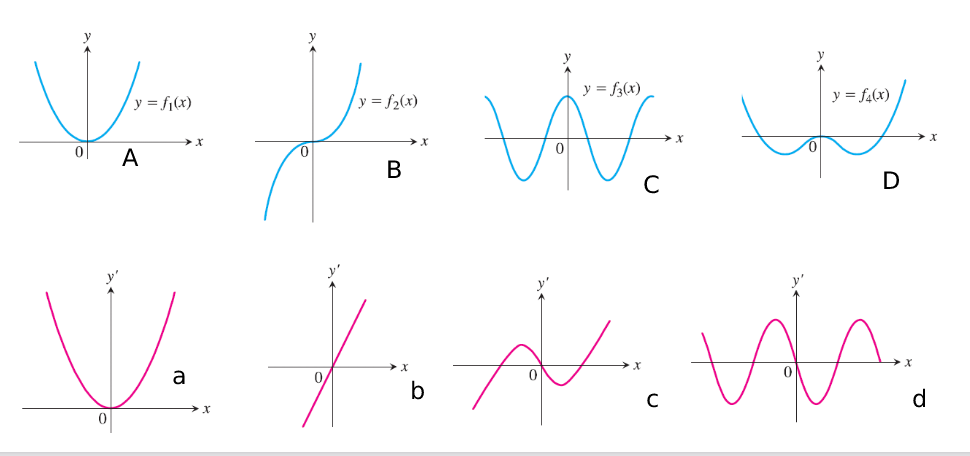 y
y = f₁(x)
x
0
A
y
y = f₂(x)
x
0
B
y
y = f₃(x)
x
0
C
y
y = f₄(x)
x
0
D
y′
a
x
0
y′
x
0
b
y′
x
0
c
y′
x
0
d